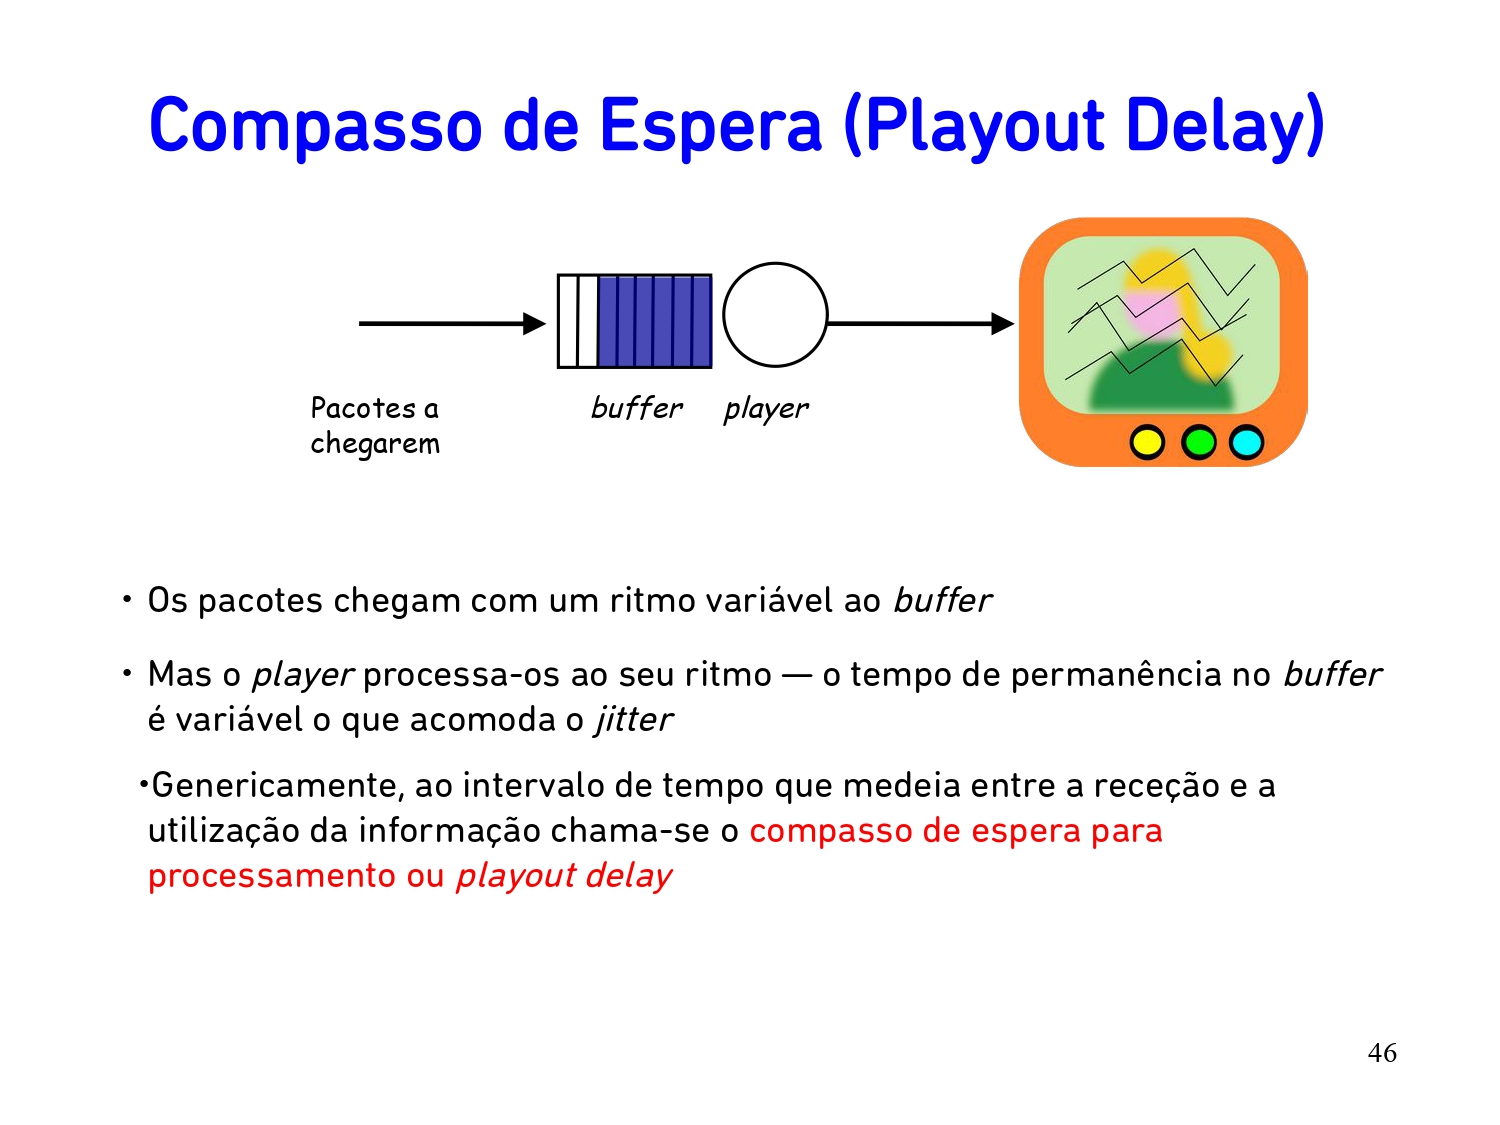 Compasso de Espera (Playout Delay)
Pacotes a
chegarem
buffer
player
• Os pacotes chegam com um ritmo variável ao buffer
• Mas o player processa-os ao seu ritmo — o tempo de permanência no buffer
é variável o que acomoda o jitter
•Genericamente, ao intervalo de tempo que medeia entre a receção e a
utilização da informação chama-se o compasso de espera para
processamento ou playout delay
46